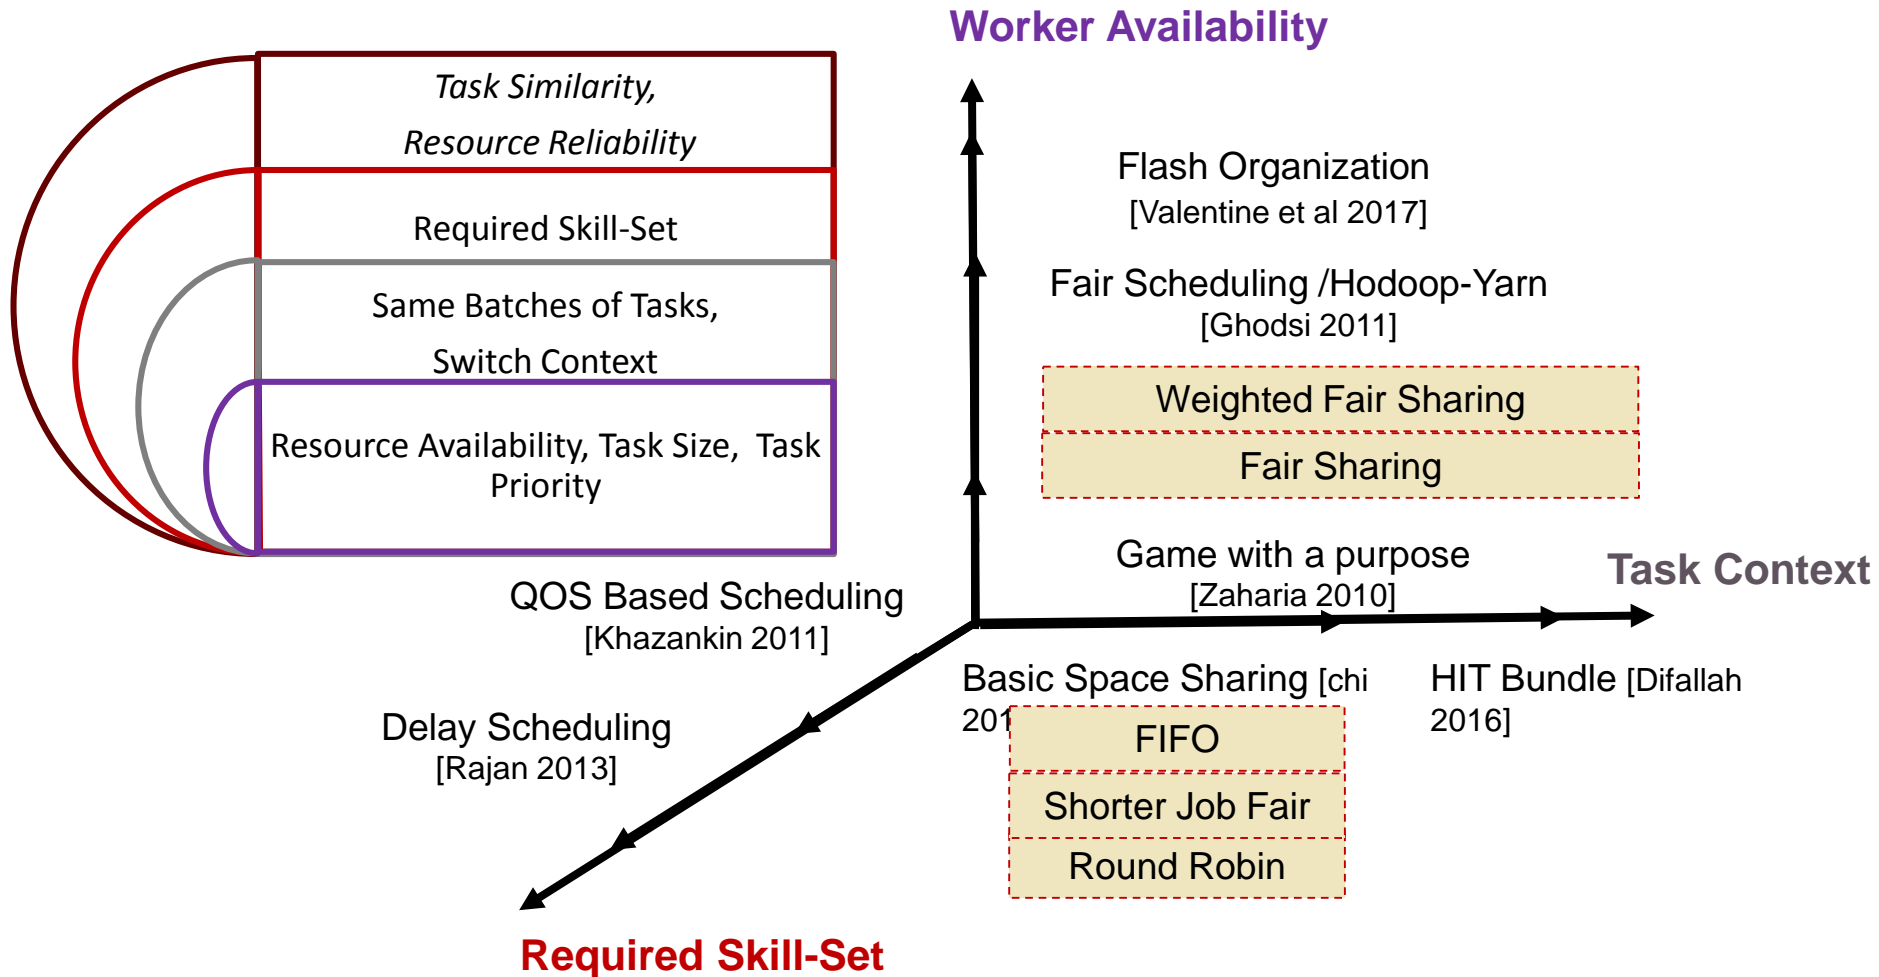 Worker Availability
Task Similarity,
Resource Reliability
Required Skill-Set
Same Batches of Tasks,
Switch Context
Resource Availability, Task Size, Task
Priority
Flash Organization
[Valentine et al 2017]
Fair Scheduling /Hodoop-Yarn
[Ghodsi 2011]
Weighted Fair Sharing
Fair Sharing
Game with a purpose
[Zaharia 2010]
Task Context
QOS Based Scheduling
[Khazankin 2011]
Delay Scheduling
[Rajan 2013]
Basic Space Sharing [chi
HIT Bundle [Difallah
2016]
FIFO
Shorter Job Fair
Round Robin
Required Skill-Set